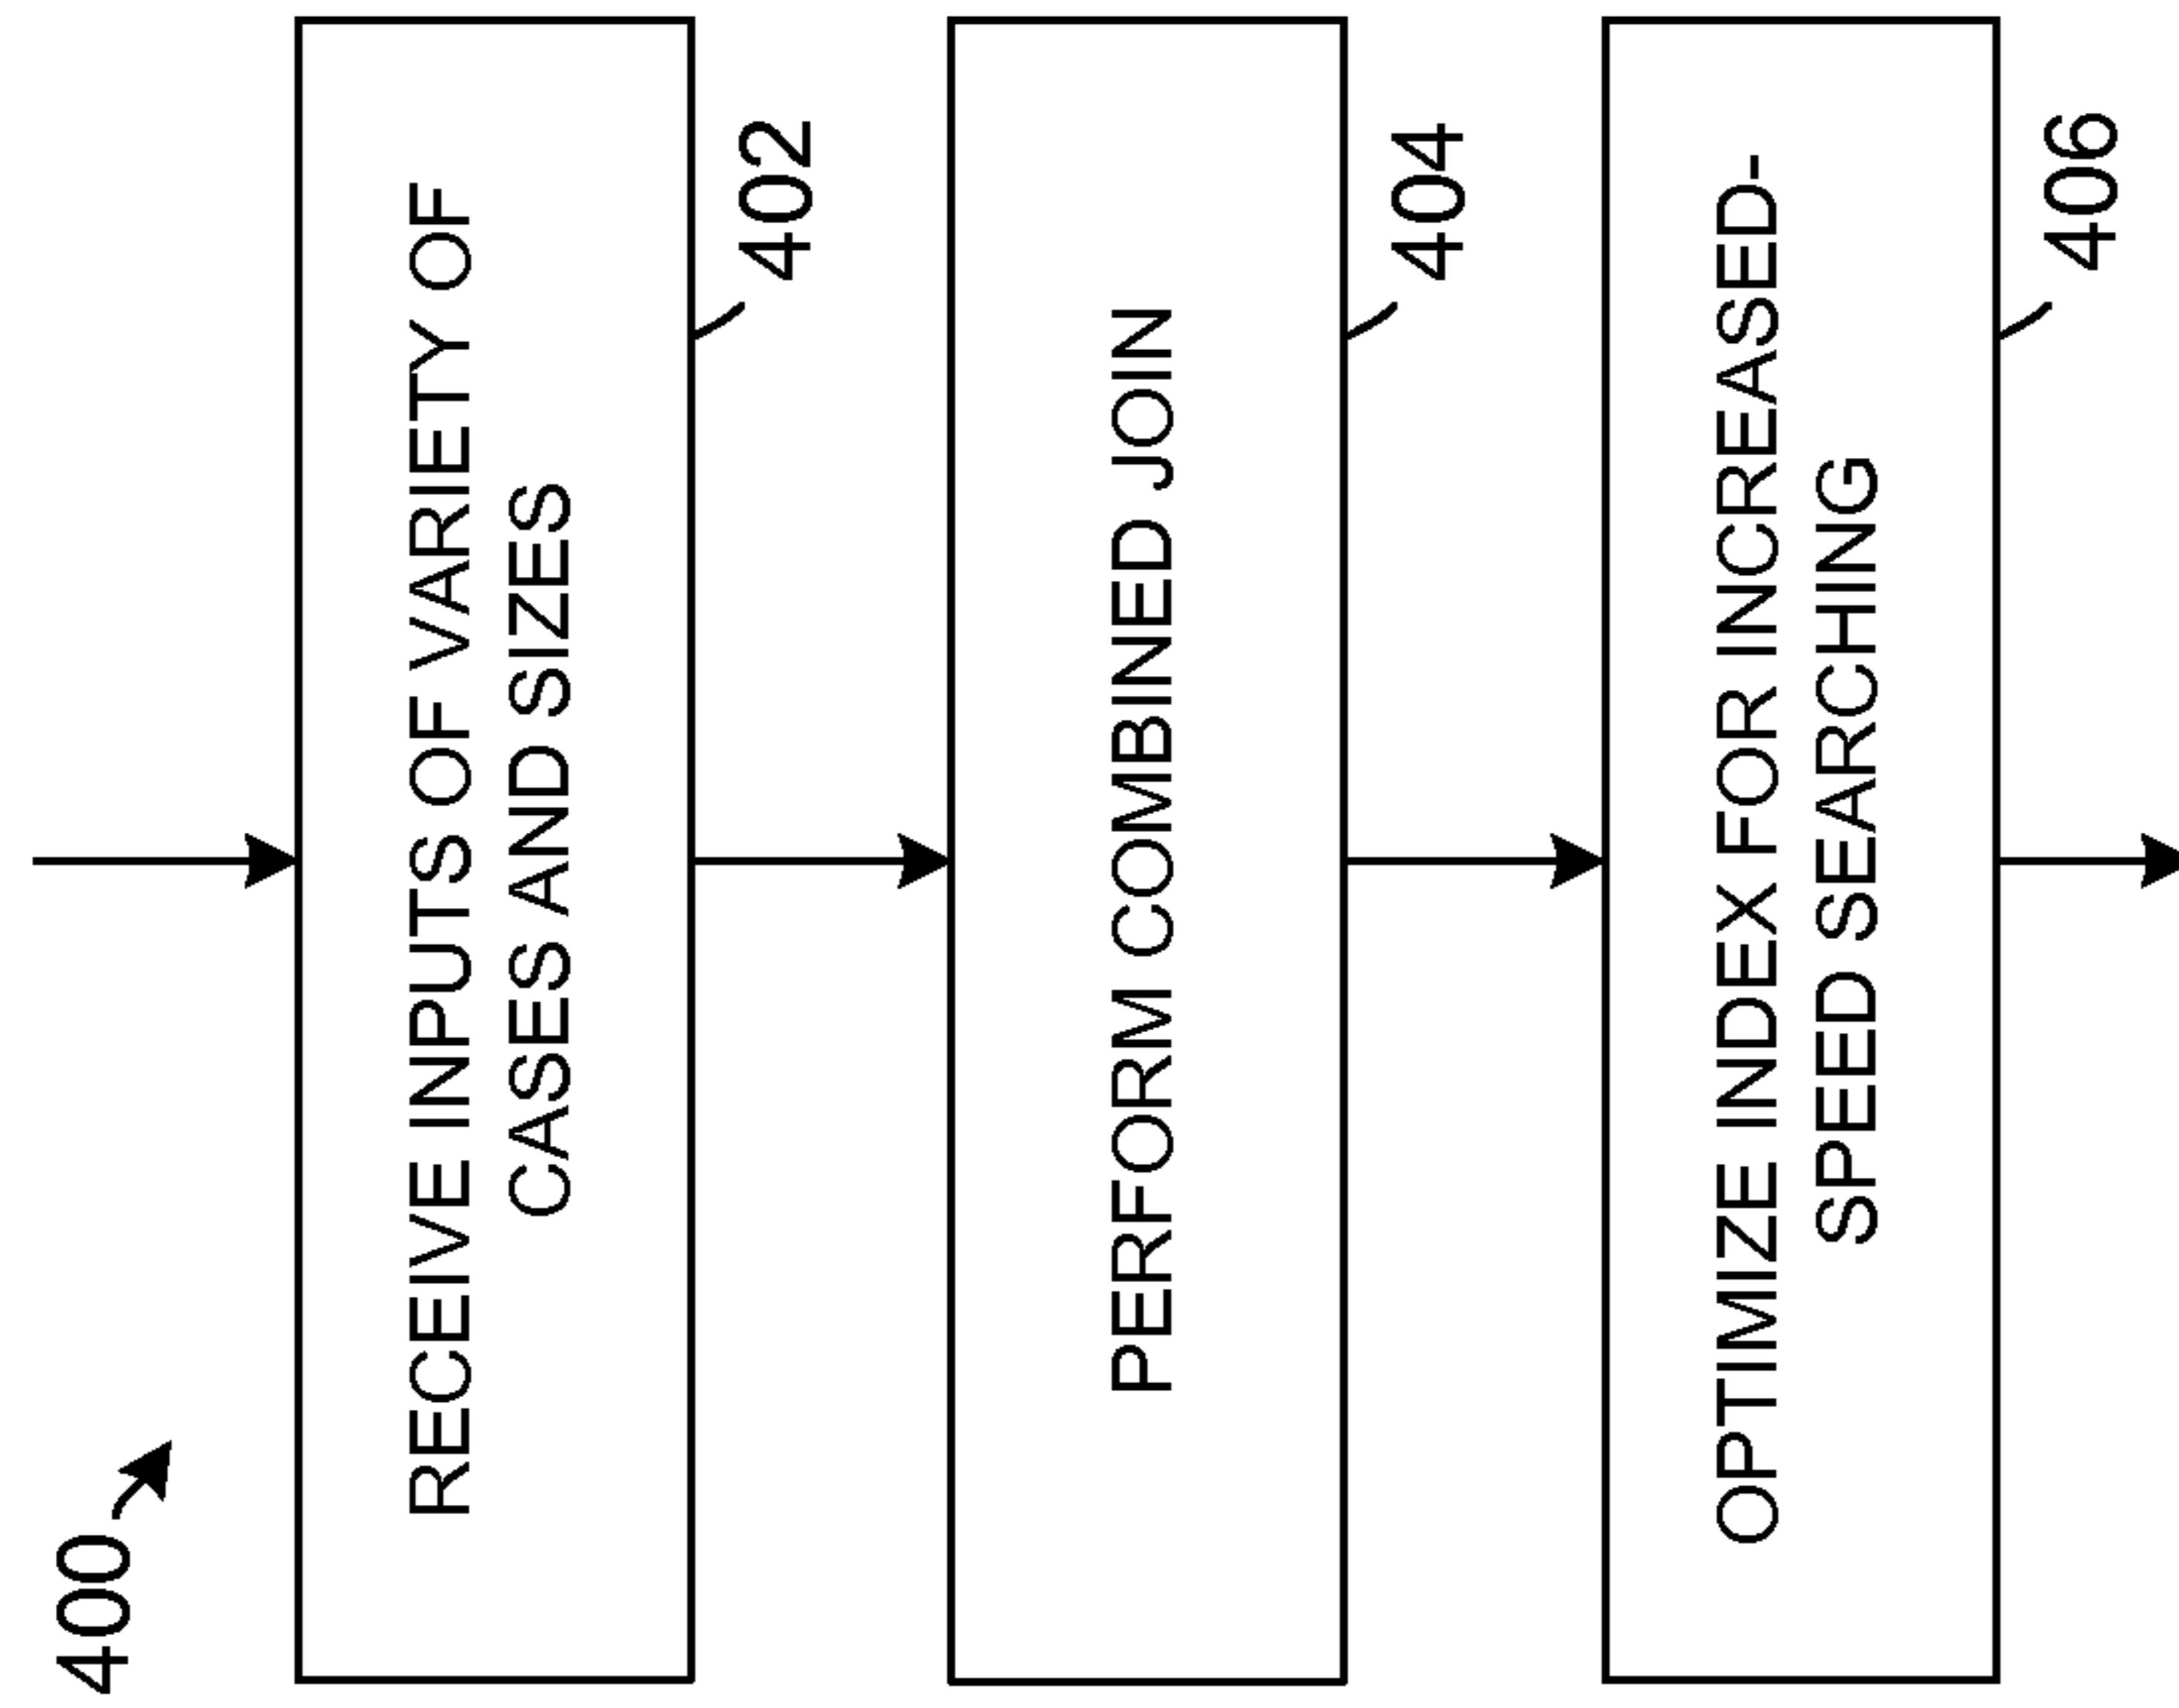 400
RECEIVE INPUTS OF VARIETY OF
CASES AND SIZES
402
PERFORM COMBINED JOIN
404
OPTIMIZE INDEX FOR INCREASED-
SPEED SEARCHING
406